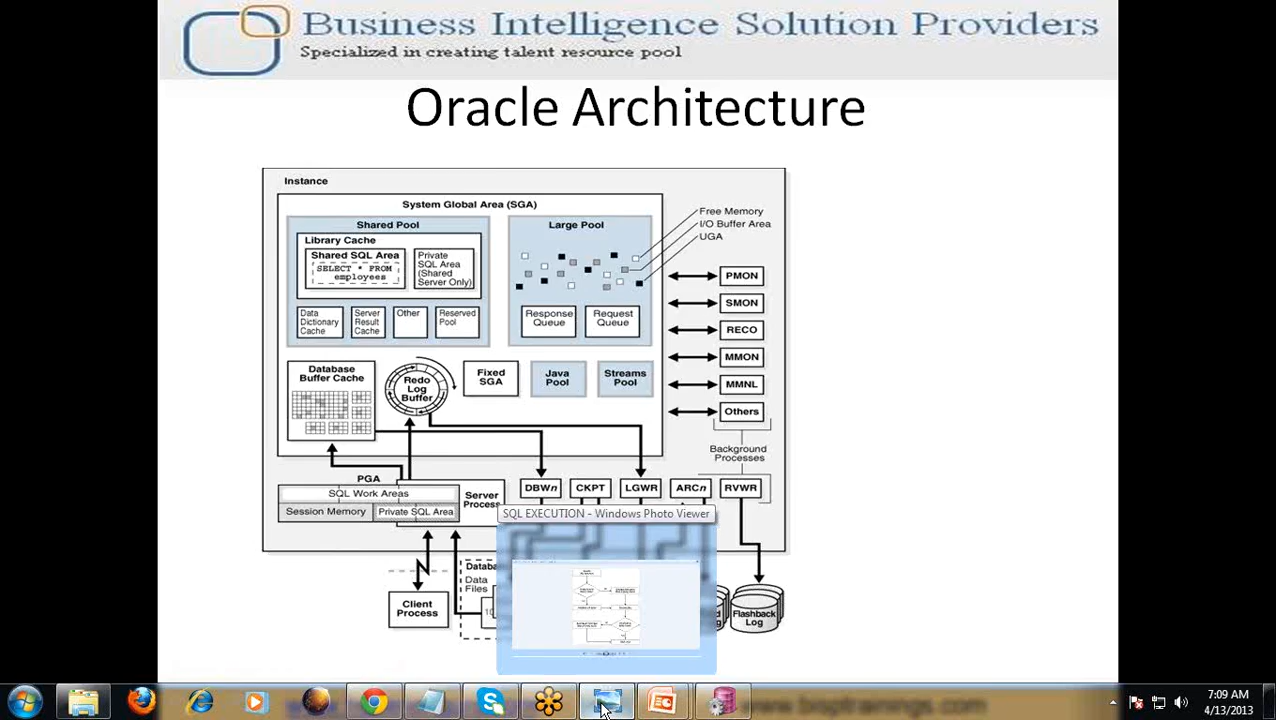 Business Intelligence Solution Providers
Specialized in creating talent resource pool
Oracle Architecture
Instance
System Global Area (SGA)
Shared Pool
Library Cache
Shared SQL Area
SELECT * FROM
employees
Private
SQL Area
(Shared
Server Only)
Data
Dictionary
Cache
Server
Result
Cache
Other
Reserved
Pool
Large Pool
Response
Queue
Request
Queue
Free Memory
I/O Buffer Area
UGA
Database
Buffer Cache
Redo
Log
Buffer
Fixed
SGA
Java
Pool
Streams
Pool
PMON
SMON
RECO
MMON
MMNL
Others
Background
Processes
PGA
SQL Work Areas
Session Memory
Private SQL Area
Server
Process
DBWn
CKPT
LGWR
ARCn
RVWR
SQL EXECUTION - Windows Photo Viewer
Client
Process
Data
Files
Flashback
Log
7:09 AM
4/13/2013